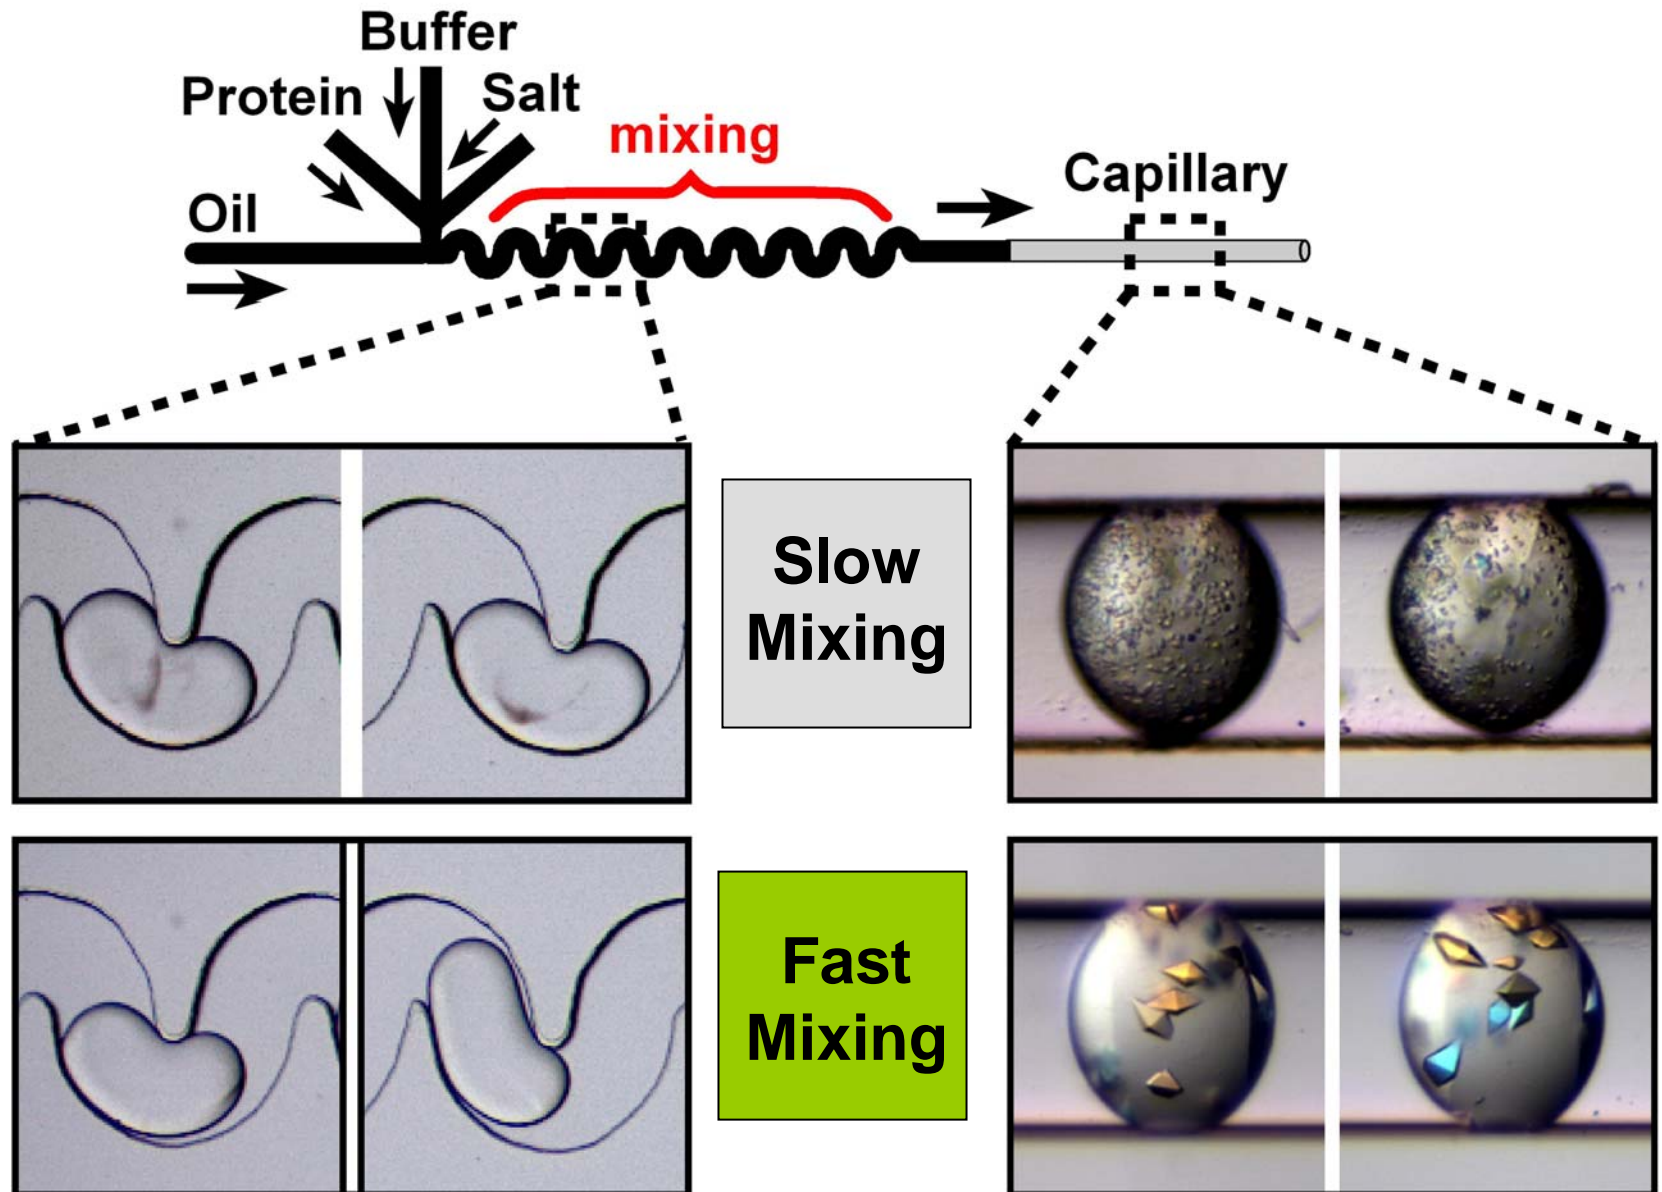 Buffer
Protein
Salt
mixing
Capillary
Oil
Slow
Mixing
Fast
Mixing